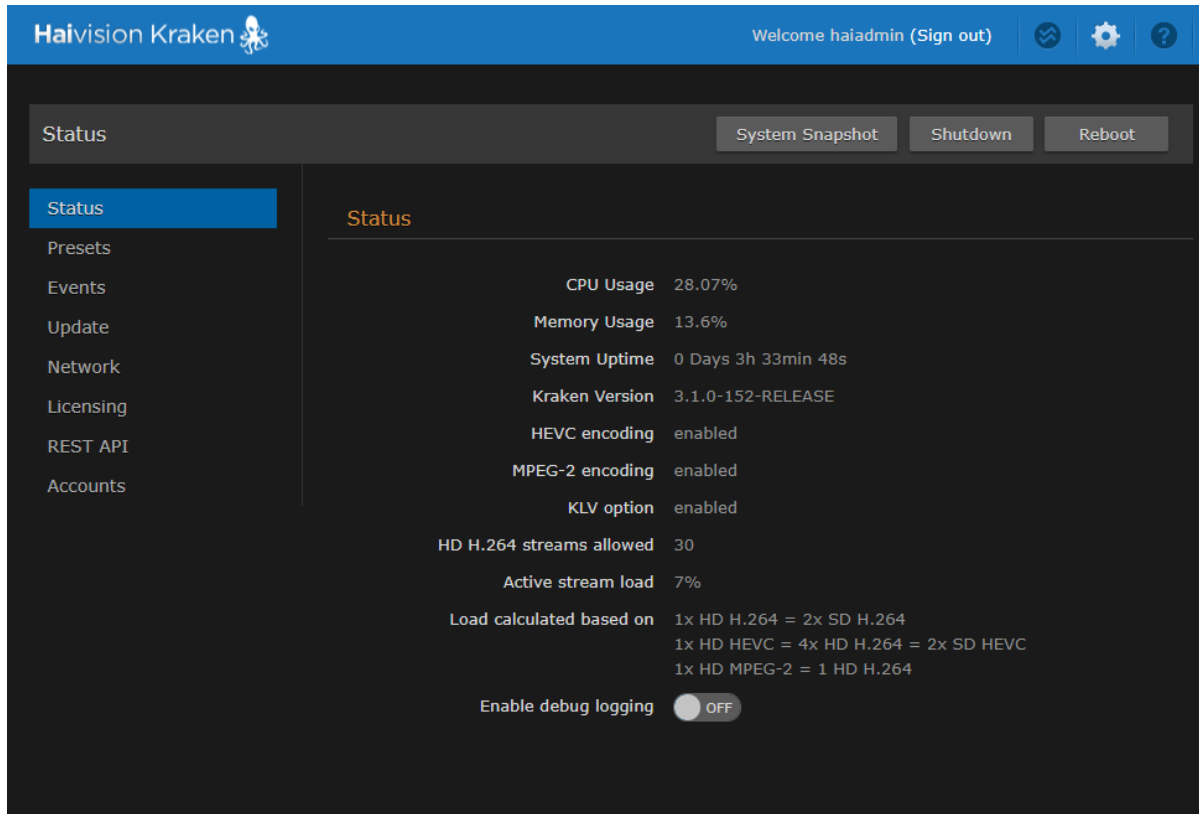 Haivision Kraken
Welcome haiadmin (Sign out)
?
Status
System Snapshot
Shutdown
Reboot
Status
Presets
Events
Update
Network
Licensing
REST API
Accounts
Status
CPU Usage 28.07%
Memory Usage 13.6%
System Uptime 0 Days 3h 33min 48s
Kraken Version 3.1.0-152-RELEASE
HEVC encoding enabled
MPEG-2 encoding enabled
KLV option enabled
HD H.264 streams allowed 30
Active stream load 7%
Load calculated based on 1x HD H.264 = 2x SD H.264
1x HD HEVC = 4x HD H.264 = 2x SD HEVC
1x HD MPEG-2 = 1 HD H.264
Enable debug logging OFF